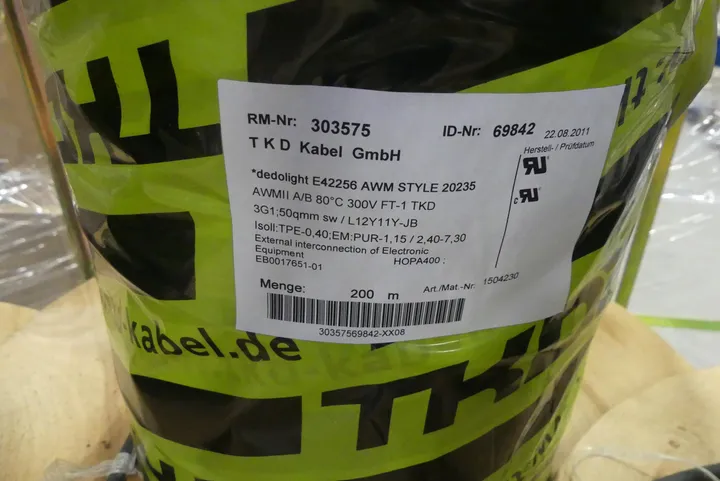 RM-Nr: 303575 ID-Nr: 69842 22.08.2011
TKD Kabel GmbH Herstell- / Prüfdatum
*dedolight E42256 AWM STYLE 20235
AWMII A/B 80°C 300V FT-1 TKD
3G1;50qmm sw / L12Y11Y-JB
Isoll:TPE-0,40;EM:PUR-1,15 / 2,40-7,30
External interconnection of Electronic
Equipment HOPA400 ;
EB0017651-01
Menge: 200 m Art./Mat.-Nr. 1504230
30357569842-XX08
-kabel.de
TKD